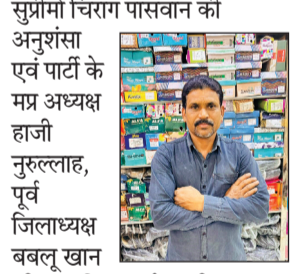 सुप्रीमो चिराग पासवान की
अनुशंसा
एवं पार्टी के
मप्र अध्यक्ष
हाजी
नुरुल्लाह,
पूर्व
जिलाध्यक्ष
बबलू खान